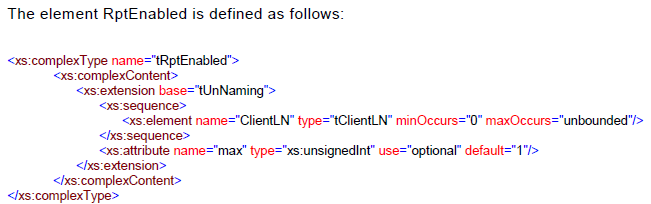 The element RptEnabled is defined as follows:
<xs:complexType name="tRptEnabled">
<xs:complexContent>
<xs:extension base="tUnNaming">
<xs:sequence>
<xs:element name="ClientLN" type="tClientLN" minOccurs="0" maxOccurs="unbounded"/>
</xs:sequence>
<xs:attribute name="max" type="xs:unsignedInt" use="optional" default="1"/>
</xs:extension>
</xs:complexContent>
</xs:complexType>